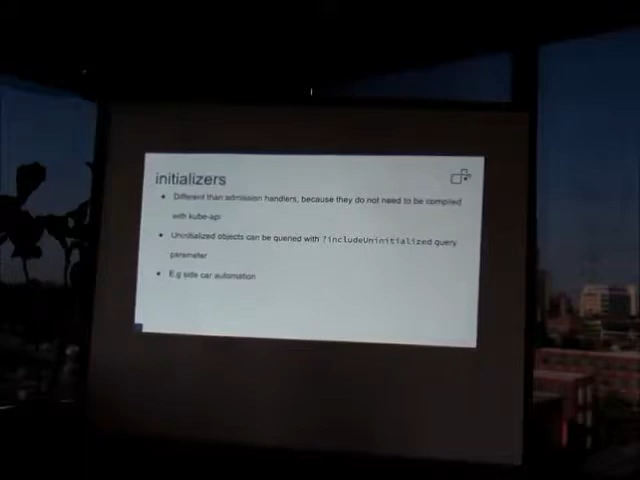 initializers
• Different than admission handlers, because they do not need to be compiled
with kube-api
• Uninitialized objects can be queried with ?includeUninitialized query
parameter
• E.g side car automation